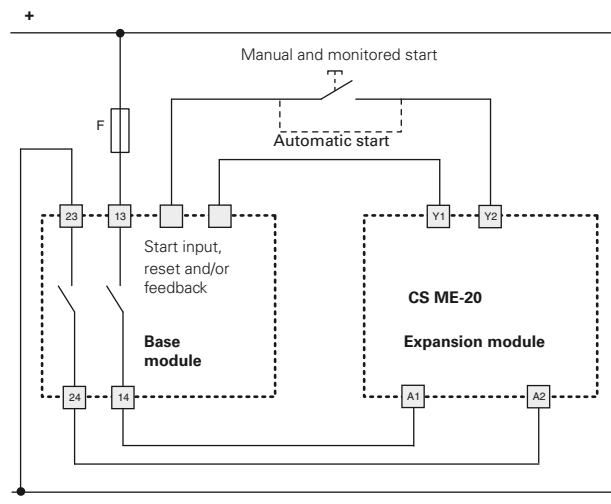 +
Manual and monitored start
F
Automatic start
23
13
Y1
Y2
Start input,
reset and/or
feedback
CS ME-20
Base
module
Expansion module
24
14
A1
A2